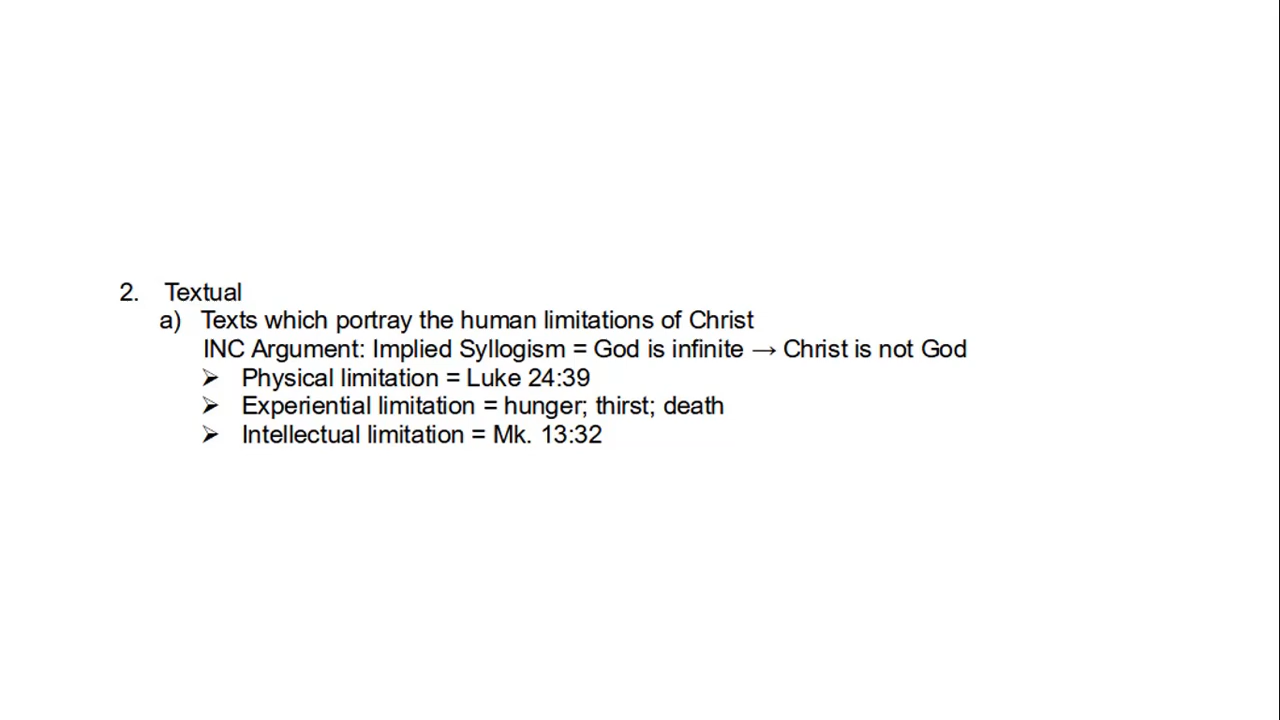 2. Textual
a) Texts which portray the human limitations of Christ
INC Argument: Implied Syllogism = God is infinite → Christ is not God
➢ Physical limitation = Luke 24:39
➢ Experiential limitation = hunger; thirst; death
➢ Intellectual limitation = Mk. 13:32